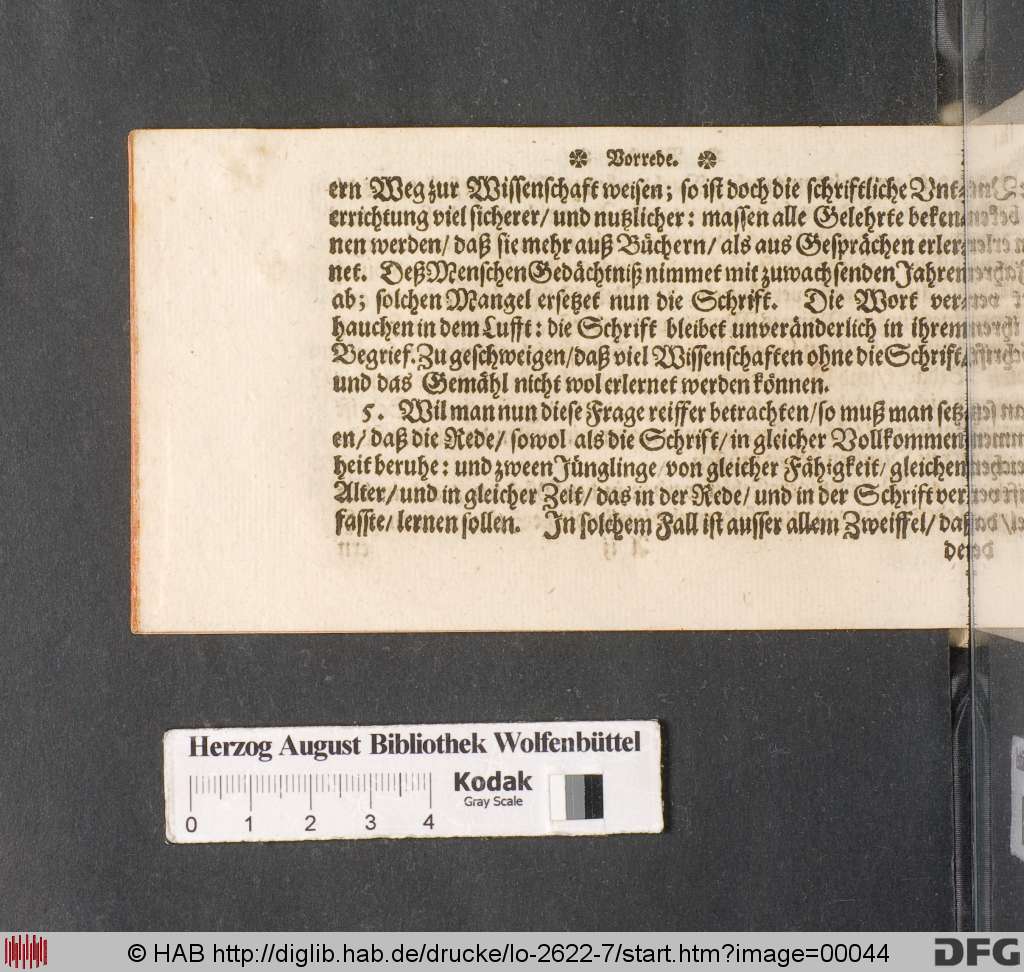 Vorrede.
ern Weg zur Wissenschaft weisen; so ist doch die schriftliche Vnt⸗
errichtung viel sicherer/ und nutzlicher: massen alle Gelehrte beken⸗
nen werden/ daß sie mehr auß Büchern/ als aus Gesprächen erler⸗
net. Deß Menschen Gedächtniß nimmet mit zuwachsenden Jahren
ab; solchen Mangel ersetzet nun die Schrift. Die Wort ver⸗
hauchen in dem Lufft: die Schrift bleibet unveränderlich in ihrem
Begrief. Zu geschweigen/ daß viel Wissenschaften ohne die Schrift/
und das Gemähl nicht wol erlernet werden können.
5. Wil man nun diese Frage reiffer betrachten/ so muß man setz⸗
en/ daß die Rede/ sowol als die Schrift/ in gleicher Vollkommen⸗
heit beruhe: und zween Jünglinge von gleicher Fähigkeit/ gleichen
Alter/ und in gleicher Zeit/ das in der Rede/ und in der Schrift ver⸗
fasste/ lernen sollen. In solchem Fall ist ausser allem Zweiffel/ daß
der
Herzog August Bibliothek Wolfenbüttel
Kodak
Gray Scale
0 1 2 3 4
© HAB http://diglib.hab.de/drucke/lo-2622-7/start.htm?image=00044
DFG